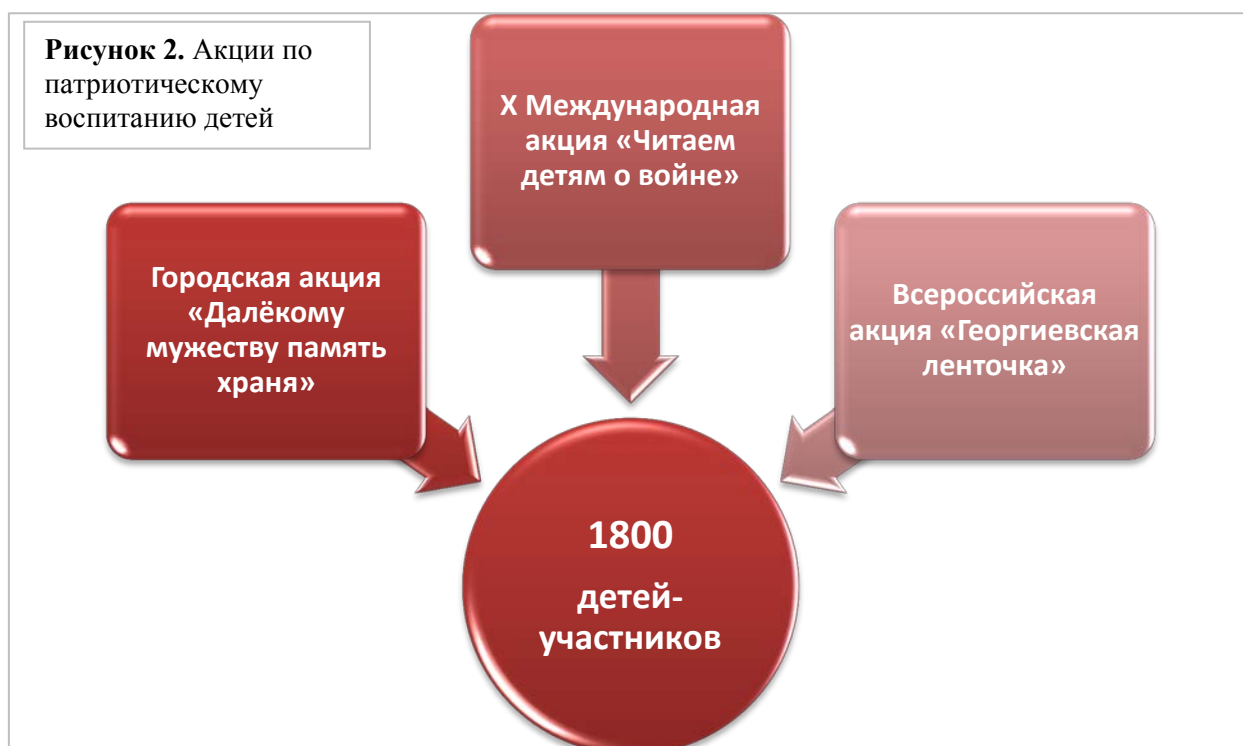 Рисунок 2. Акции по
патриотическому
воспитанию детей
X Международная
акция «Читаем
детям о войне»
Городская акция
«Далёкому
мужеству память
храня»
Всероссийская
акция «Георгиевская
ленточка»
1800
детей-
участников